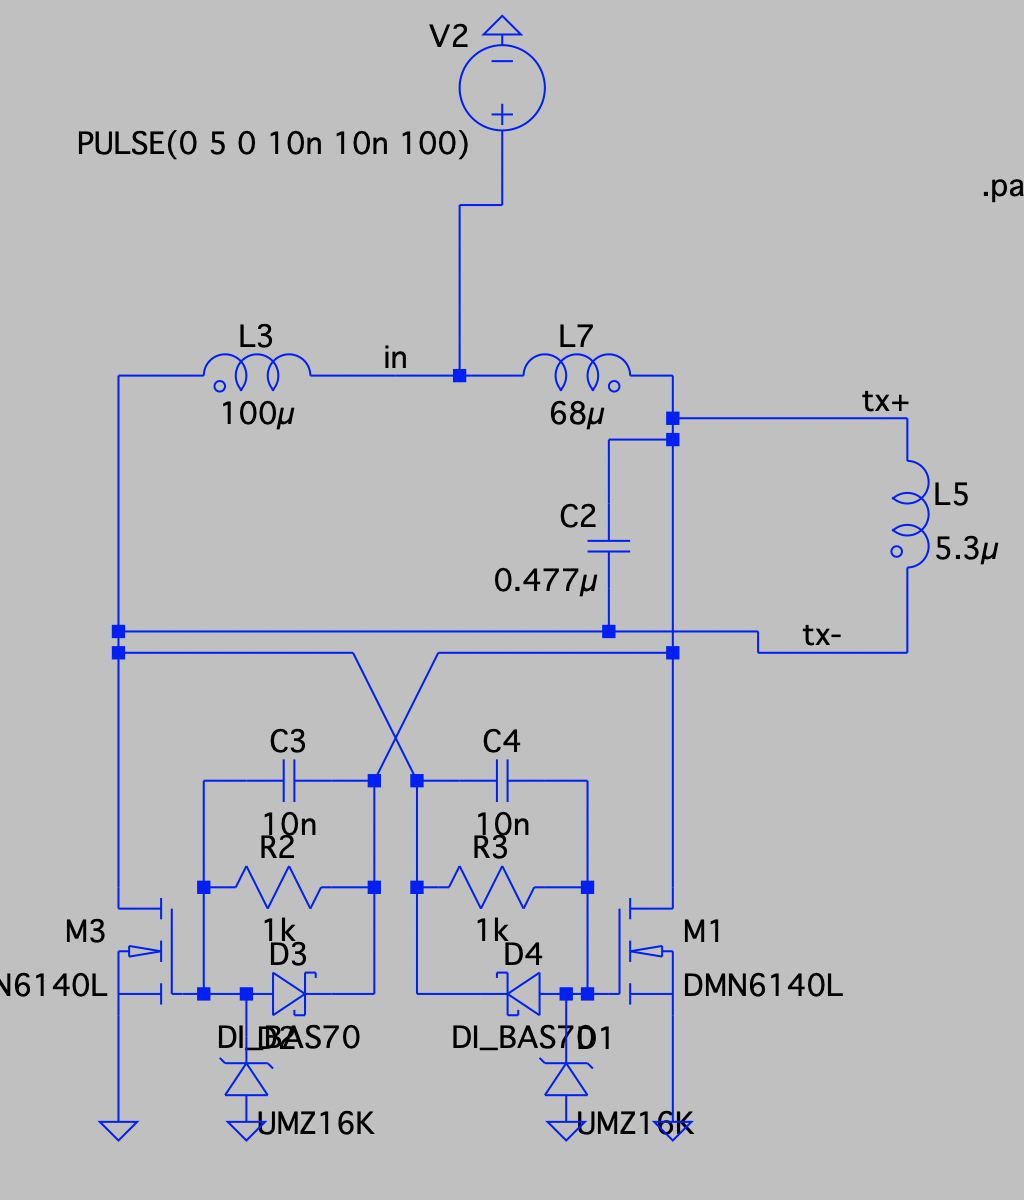 V2
PULSE(0 5 0 10n 10n 100)
.pa
L3
in
L7
100µ
68µ
tx+
L5
C2
5.3µ
0.477µ
tx-
C3
C4
10n
10n
R2
R3
1k
1k
M3
M1
D3
D4
N6140L
DMN6140L
DI_BAS70
D2
DI_BAS70
D1
UMZ16K
UMZ16K